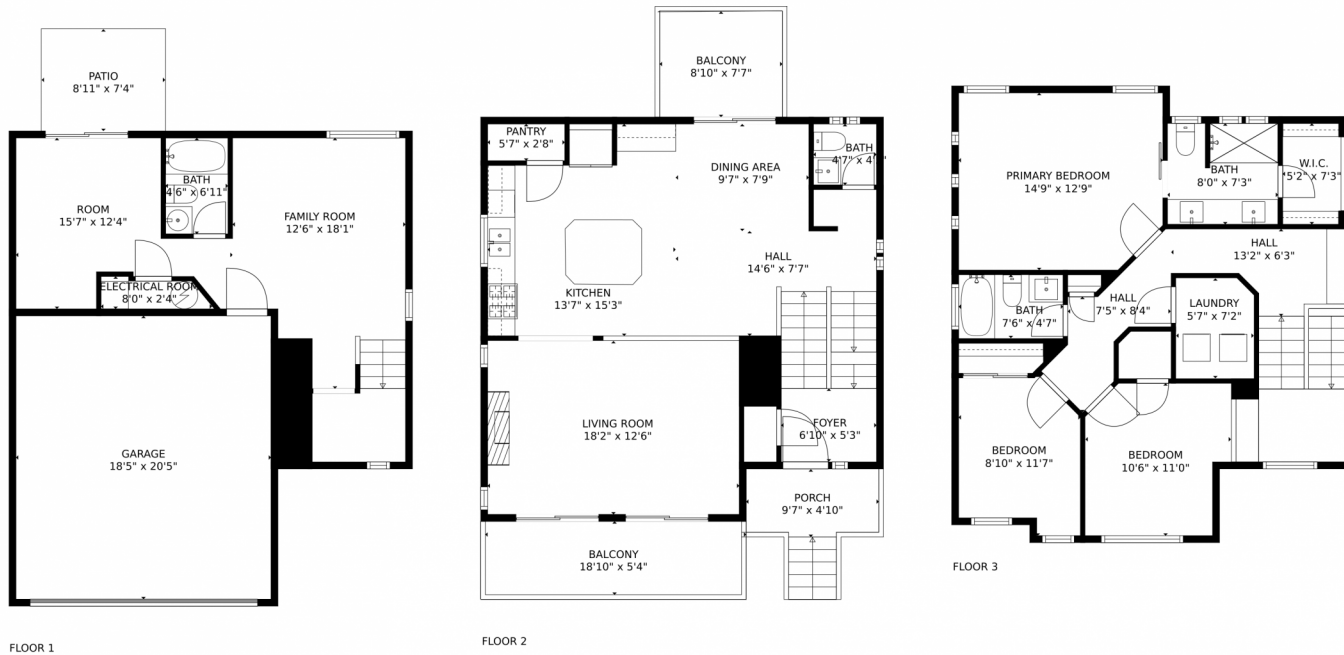 PATIO
8'11" x 7'4"
ROOM
15'7" x 12'4"
BATH
4'6" x 6'11"
FAMILY ROOM
12'6" x 18'1"
ELECTRICAL ROOM
8'0" x 2'4"
GARAGE
18'5" x 20'5"
FLOOR 1
BALCONY
8'10" x 7'7"
PANTRY
5'7" x 2'8"
BATH
4'7" x 4'
DINING AREA
9'7" x 7'9"
HALL
14'6" x 7'7"
KITCHEN
13'7" x 15'3"
LIVING ROOM
18'2" x 12'6"
FOYER
6'10" x 5'3"
PORCH
9'7" x 4'10"
BALCONY
18'10" x 5'4"
FLOOR 2
PRIMARY BEDROOM
14'9" x 12'9"
BATH
8'0" x 7'3"
W.I.C.
5'2" x 7'3"
HALL
13'2" x 6'3"
HALL
7'5" x 8'4"
LAUNDRY
5'7" x 7'2"
BATH
7'6" x 4'7"
BEDROOM
8'10" x 11'7"
BEDROOM
10'6" x 11'0"
FLOOR 3